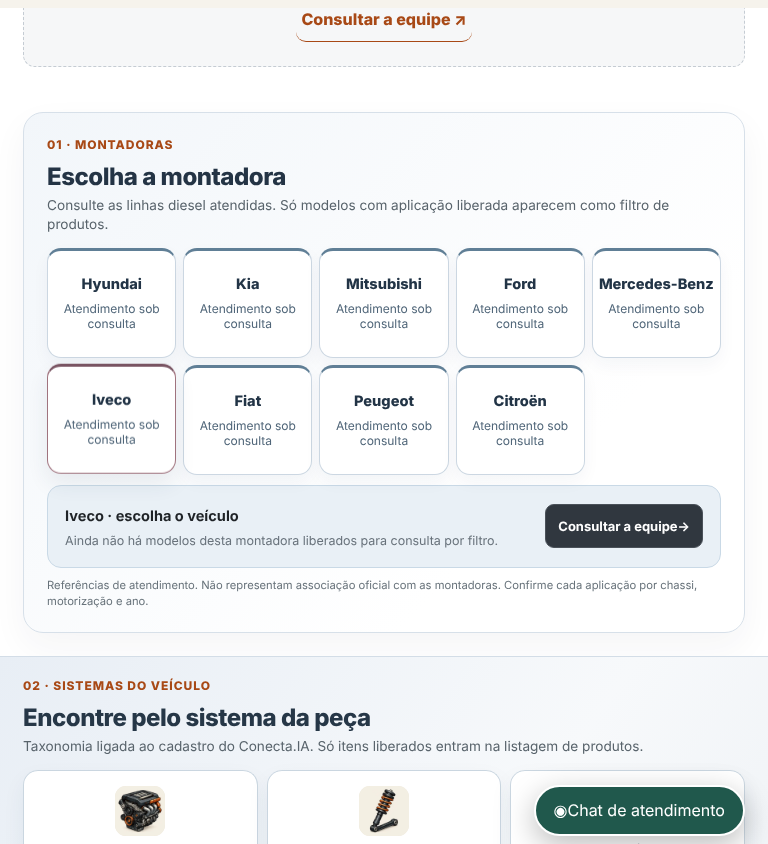 Consultar a equipe ↗
01 · MONTADORAS
Escolha a montadora
Consulte as linhas diesel atendidas. Só modelos com aplicação liberada aparecem como filtro de
produtos.
Hyundai
Atendimento sob
consulta
Kia
Atendimento sob
consulta
Mitsubishi
Atendimento sob
consulta
Ford
Atendimento sob
consulta
Mercedes-Benz
Atendimento sob
consulta
Iveco
Atendimento sob
consulta
Fiat
Atendimento sob
consulta
Peugeot
Atendimento sob
consulta
Citroën
Atendimento sob
consulta
Iveco · escolha o veículo
Ainda não há modelos desta montadora liberados para consulta por filtro.
Consultar a equipe→
Referências de atendimento. Não representam associação oficial com as montadoras. Confirme cada aplicação por chassi,
motorização e ano.
02 · SISTEMAS DO VEÍCULO
Encontre pelo sistema da peça
Taxonomia ligada ao cadastro do Conecta.IA. Só itens liberados entram na listagem de produtos.
◉Chat de atendimento